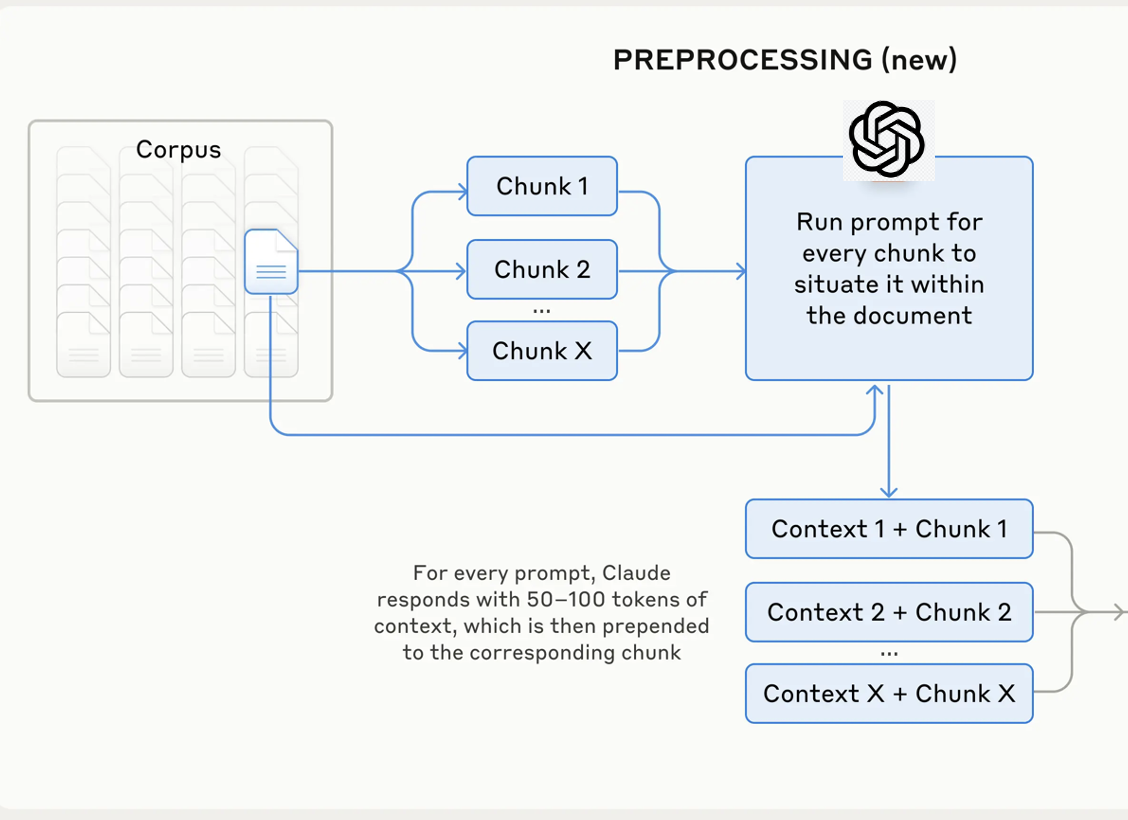 PREPROCESSING (new)
Corpus
Chunk 1
Chunk 2
...
Chunk X
Run prompt for
every chunk to
situate it within
the document
For every prompt, Claude
responds with 50–100 tokens of
context, which is then prepended
to the corresponding chunk
Context 1 + Chunk 1
Context 2 + Chunk 2
...
Context X + Chunk X